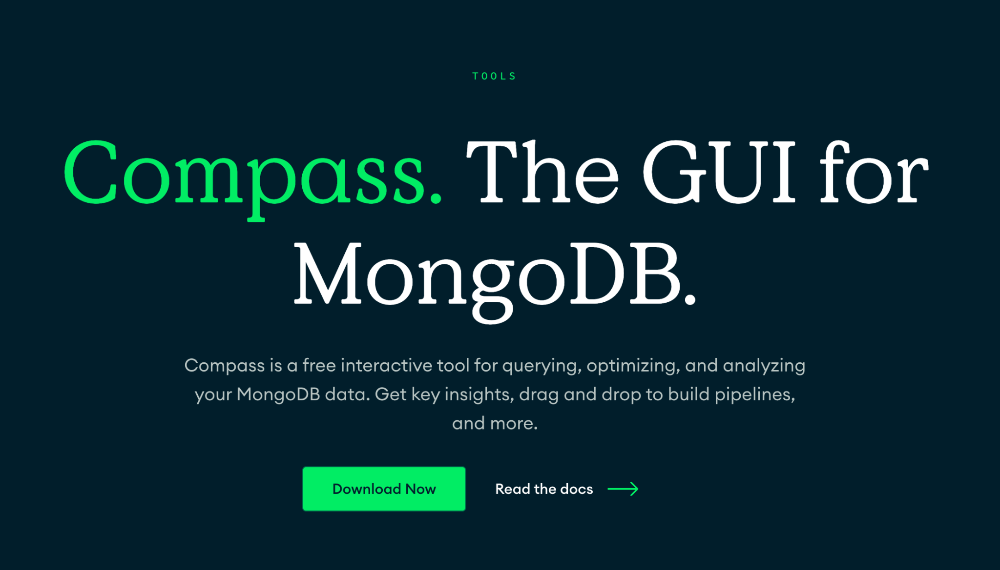 TOOLS
Compass. The GUI for
MongoDB.
Compass is a free interactive tool for querying, optimizing, and analyzing
your MongoDB data. Get key insights, drag and drop to build pipelines,
and more.
Download Now
Read the docs